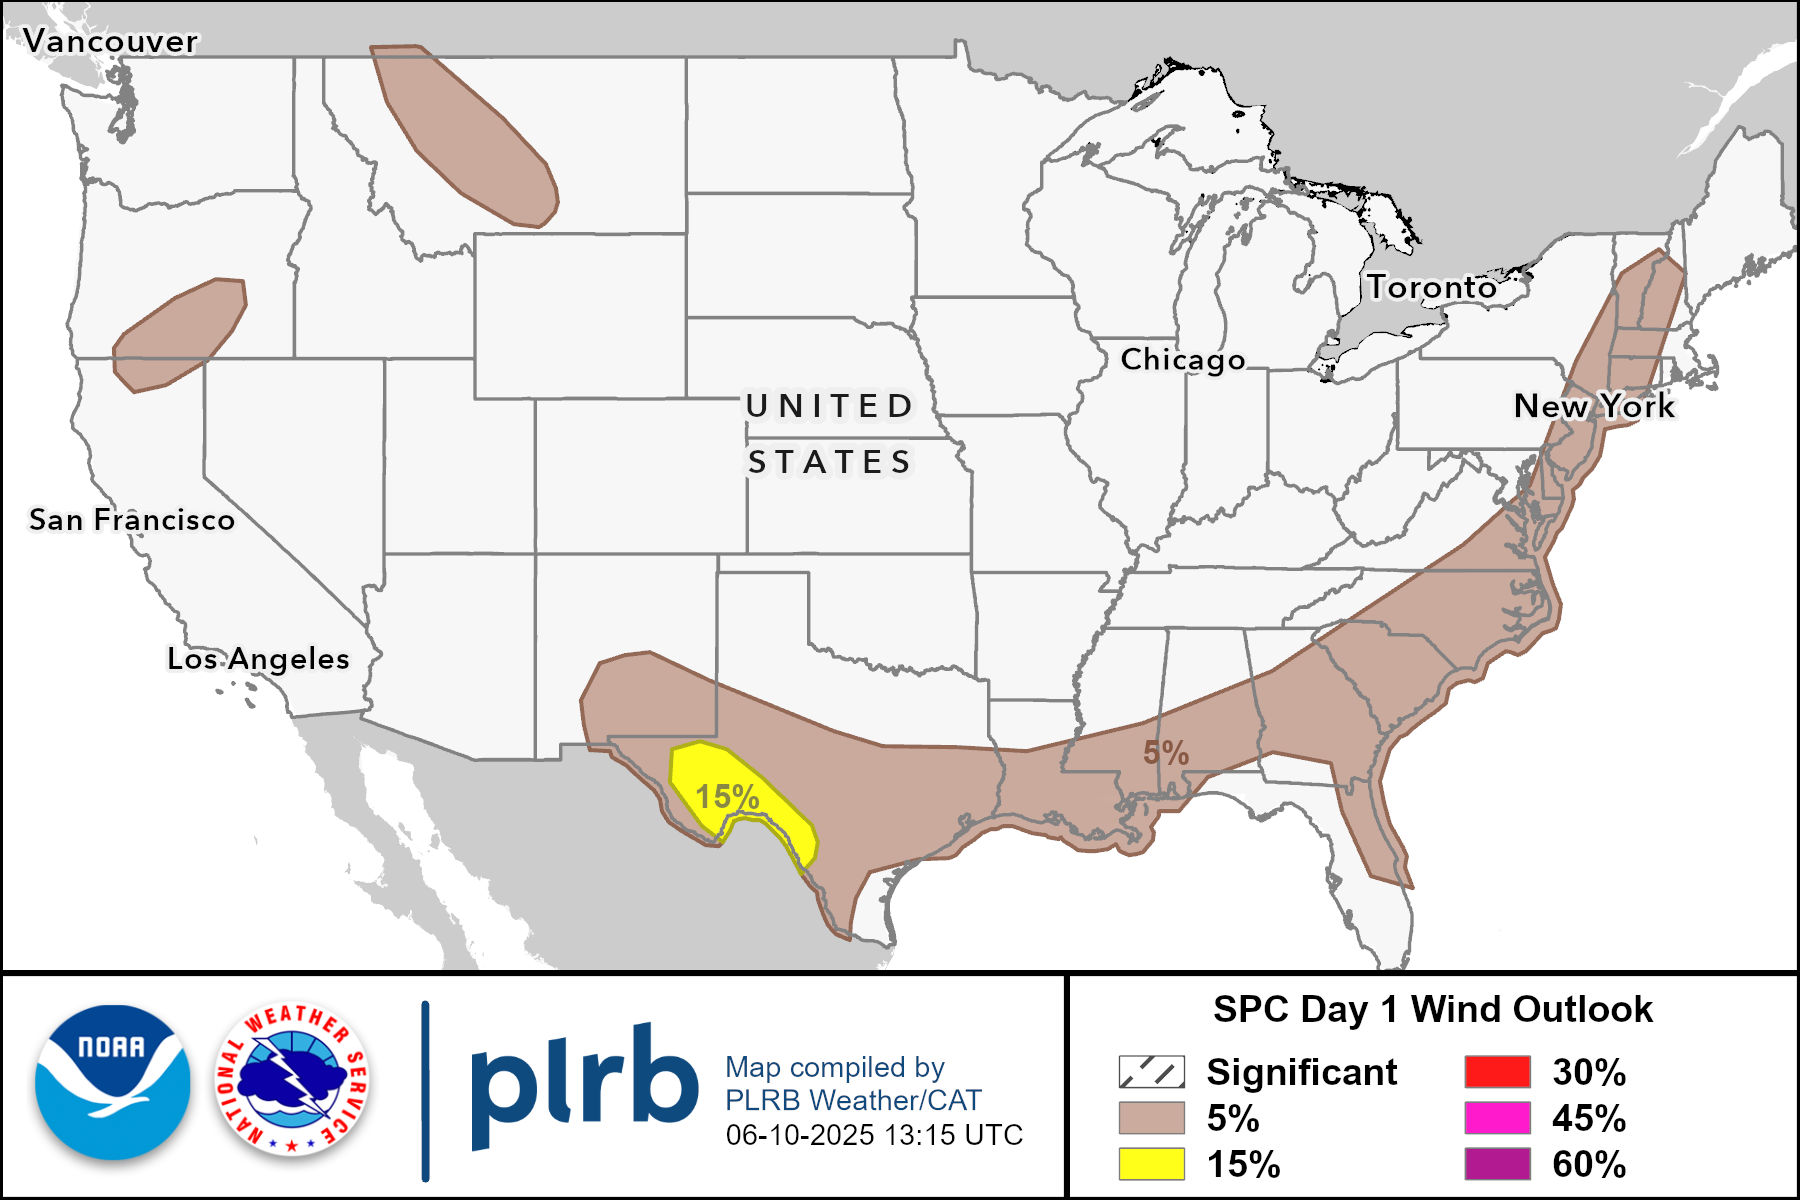 Vancouver
Toronto
Chicago
UNITED
New York
STATES
San Francisco
Los Angeles
5%
15%
NOAA
NATIONAL WEATHER SERVICE
plrb
Map compiled by
PLRB Weather/CAT
06-10-2025 13:15 UTC
SPC Day 1 Wind Outlook
Significant
5%
15%
30%
45%
60%